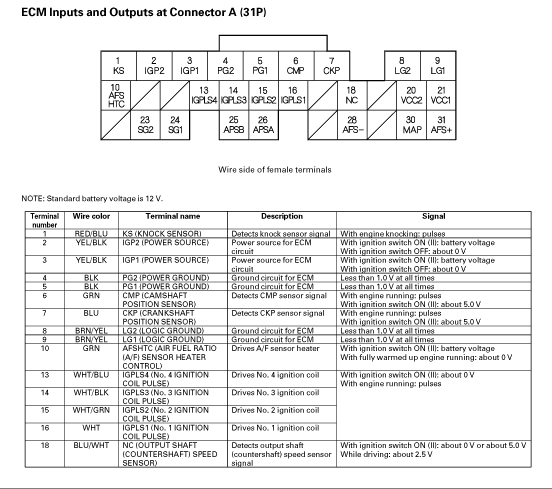 ECM Inputs and Outputs at Connector A (31P)
1 2 3 4 5 6 7 8 9
KS IGP2 IGP1 PG2 PG1 CMP CKP LG2 LG1
10 13 14 15 16 18 20 21
AFS HTC IGPLS4 IGPLS3 IGPLS2 IGPLS1 NC VCC2 VCC1
23 24 25 26 28 30 31
SG2 SG1 APSB APSA AFS− MAP AFS+
Wire side of female terminals
NOTE: Standard battery voltage is 12 V.
Terminal number Wire color Terminal name Description Signal
1 RED/BLU KS (KNOCK SENSOR) Detects knock sensor signal With engine knocking: pulses
2 YEL/BLK IGP2 (POWER SOURCE) Power source for ECM With ignition switch ON (II): battery voltage
circuit With ignition switch OFF: about 0 V
3 YEL/BLK IGP1 (POWER SOURCE) Power source for ECM With ignition switch ON (II): battery voltage
circuit With ignition switch OFF: about 0 V
4 BLK PG2 (POWER GROUND) Ground circuit for ECM Less than 1.0 V at all times
5 BLK PG1 (POWER GROUND) Ground circuit for ECM Less than 1.0 V at all times
6 GRN CMP (CAMSHAFT Detects CMP sensor signal With engine running: pulses
POSITION SENSOR) With ignition switch ON (II): about 5.0 V
7 BLU CKP (CRANKSHAFT Detects CKP sensor signal With engine running: pulses
POSITION SENSOR) With ignition switch ON (II): about 5.0 V
8 BRN/YEL LG2 (LOGIC GROUND) Ground circuit for ECM Less than 1.0 V at all times
9 BRN/YEL LG1 (LOGIC GROUND) Ground circuit for ECM Less than 1.0 V at all times
10 GRN AFSHTC (AIR FUEL RATIO Drives A/F sensor heater With ignition switch ON (II): battery voltage
(A/F) SENSOR HEATER With fully warmed up engine running: about 0 V
CONTROL)
13 WHT/BLU IGPLS4 (No. 4 IGNITION Drives No. 4 ignition coil With ignition switch ON (II): about 0 V
COIL PULSE) With engine running: pulses
14 WHT/BLK IGPLS3 (No. 3 IGNITION Drives No. 3 ignition coil
COIL PULSE)
15 WHT/GRN IGPLS2 (No. 2 IGNITION Drives No. 2 ignition coil
COIL PULSE)
16 WHT IGPLS1 (No. 1 IGNITION Drives No. 1 ignition coil
COIL PULSE)
18 BLU/WHT NC (OUTPUT SHAFT Detects output shaft With ignition switch ON (II): about 0 V or about 5.0 V
(COUNTERSHAFT) SPEED (countershaft) speed sensor While driving: about 2.5 V
SENSOR) signal